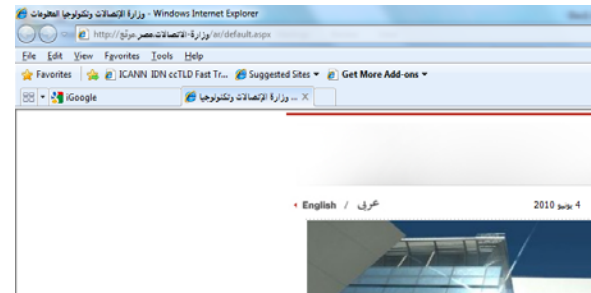 وزارة الإتصالات وتكنولوجيا المعلومات - Windows Internet Explorer
http://وزارة-الاتصالات.مصر/ar/default.aspx
File Edit View Favorites Tools Help
Favorites ICANN IDN ccTLD Fast Tr... Suggested Sites Get More Add-ons
iGoogle وزارة الإتصالات وتكنولوجيا ... X
English / عربى
4 يونيو 2010